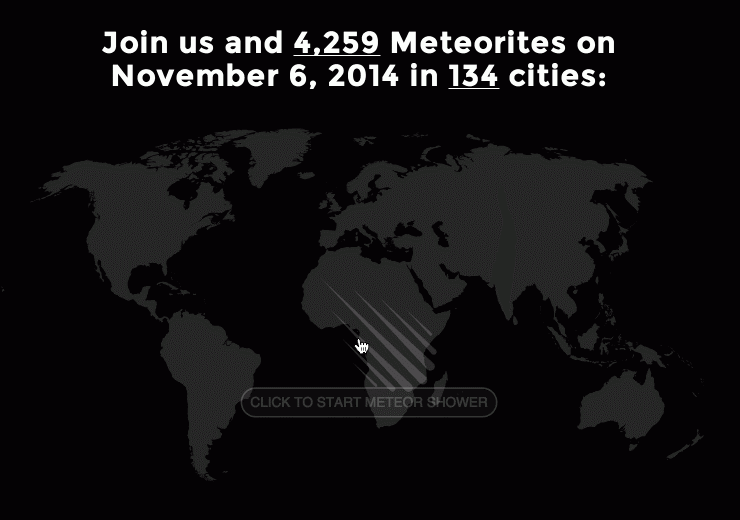 Join us and 4,259 Meteorites on
November 6, 2014 in 134 cities:
CLICK TO START METEOR SHOWER